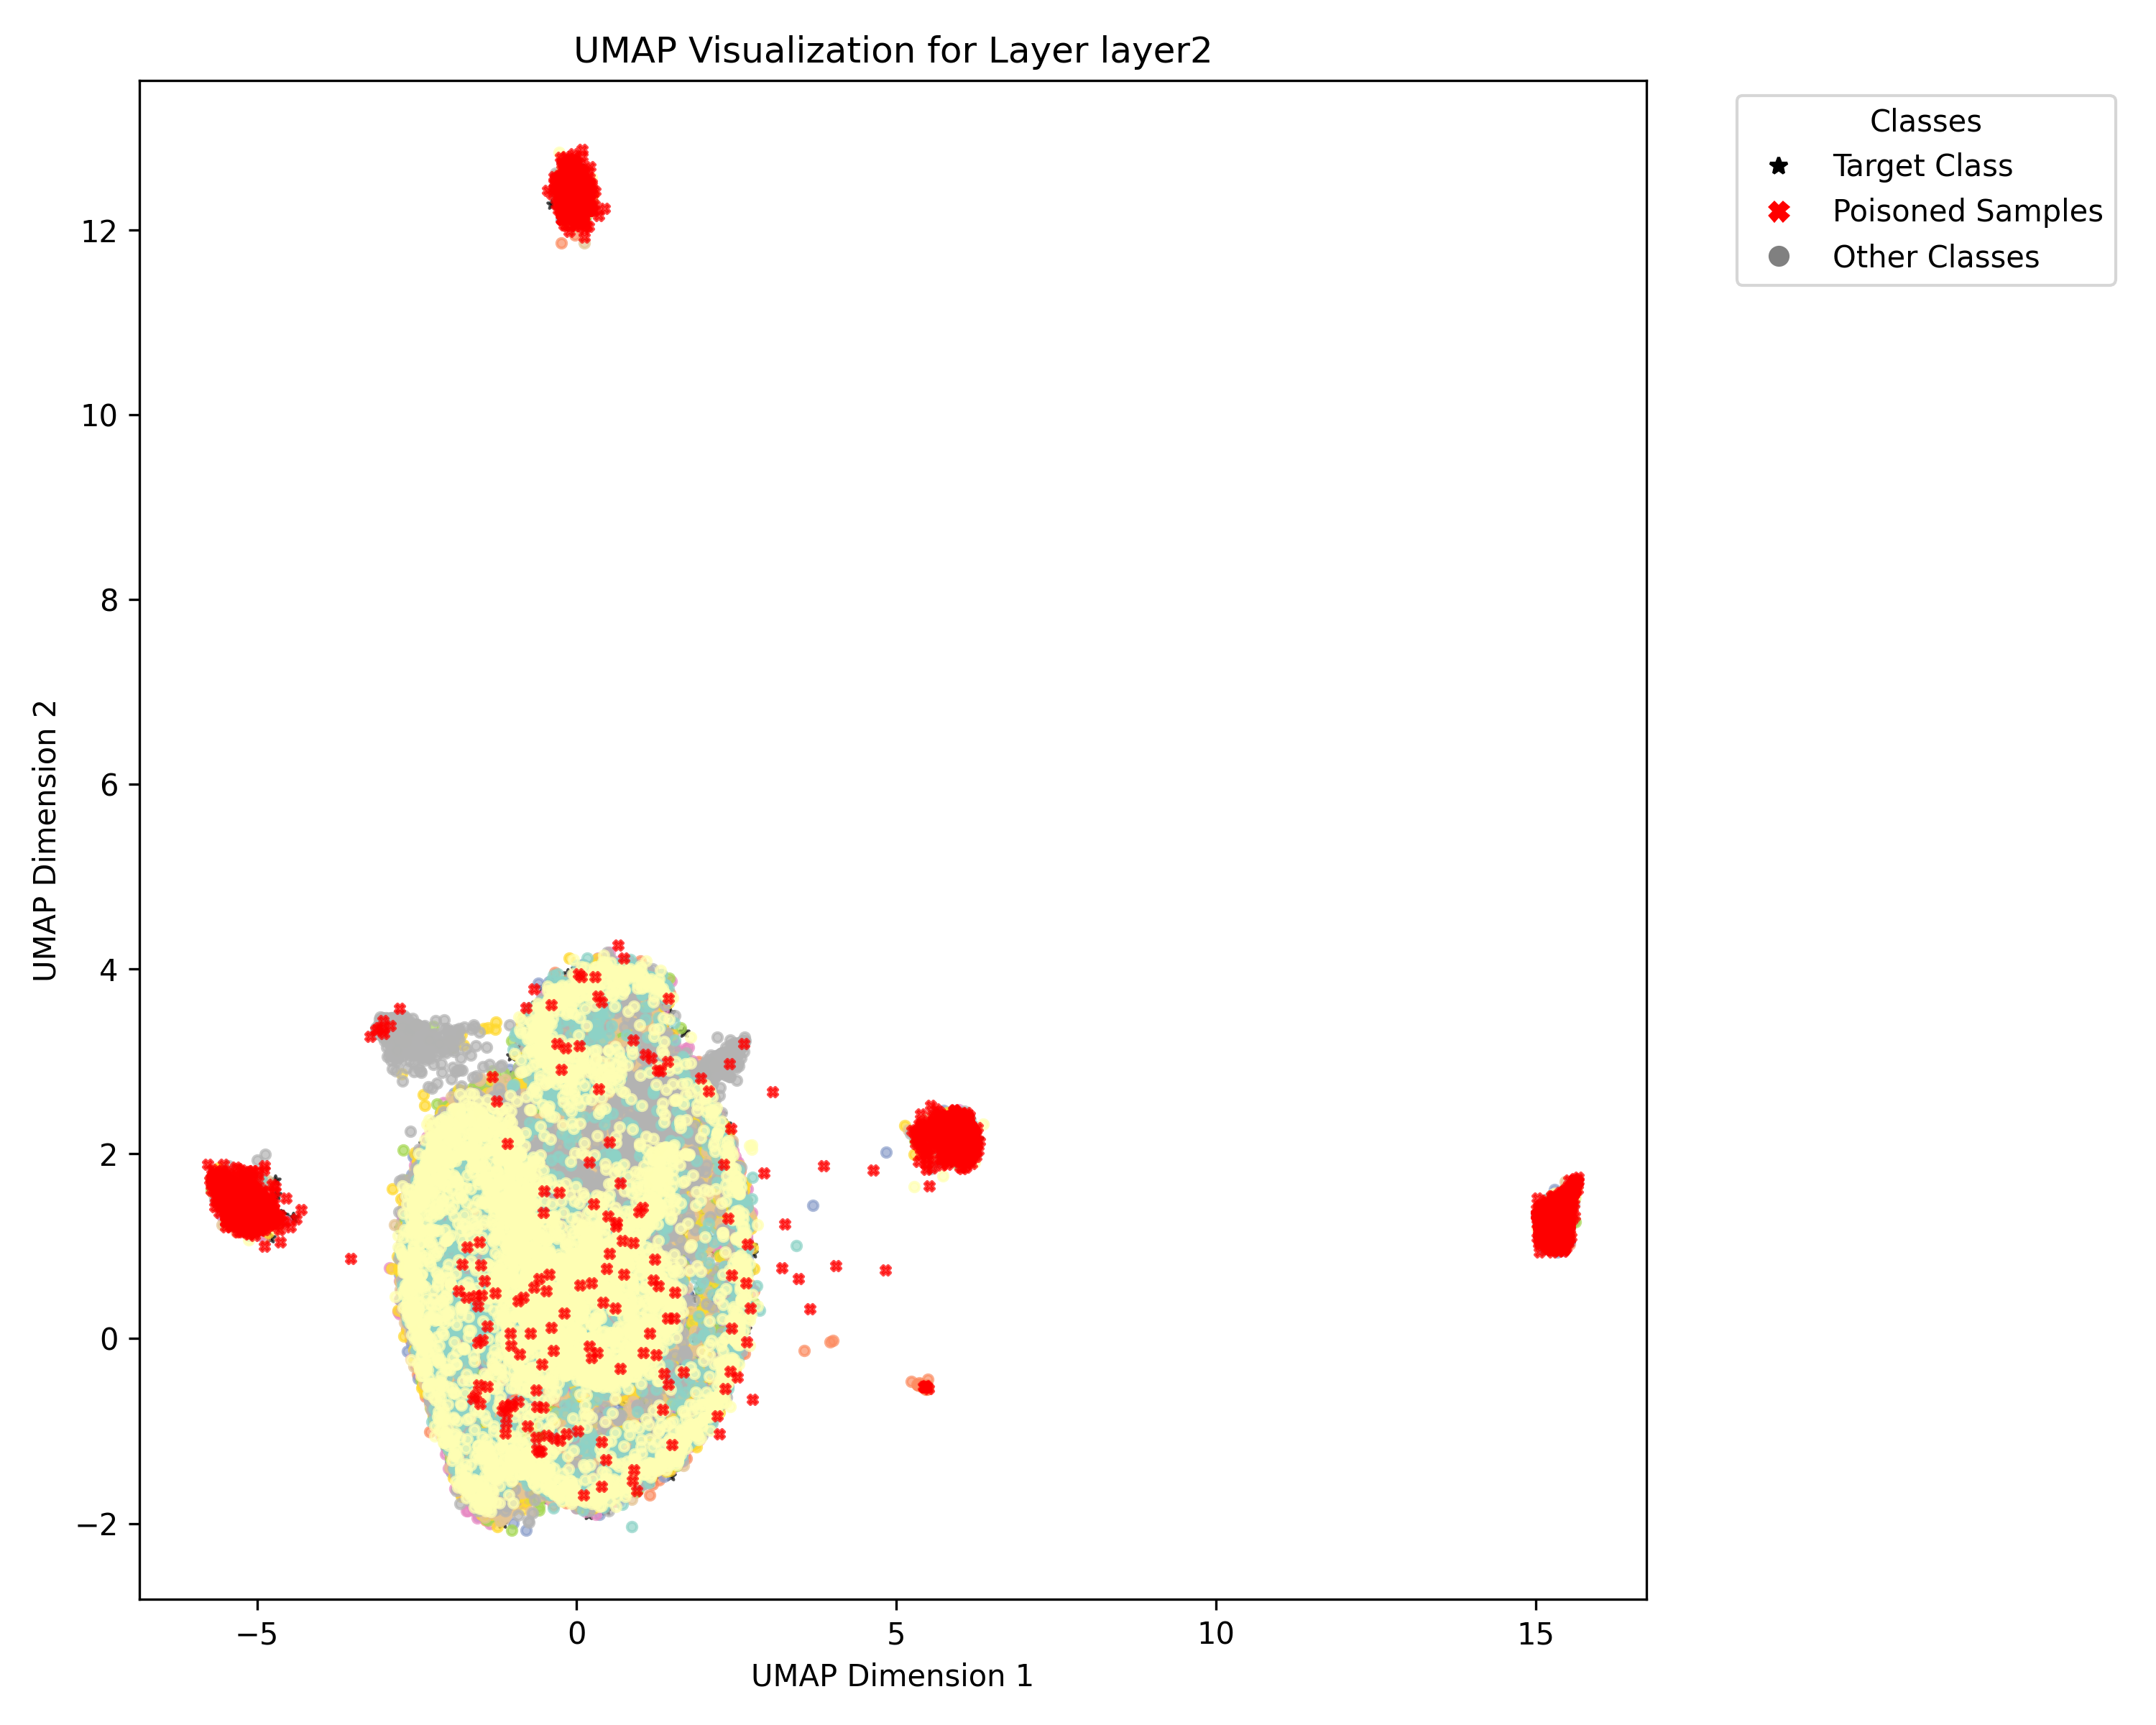 UMAP Visualization for Layer layer2
Classes
Target Class
Poisoned Samples
Other Classes
12
10
8
6
4
2
0
−2
UMAP Dimension 2
−5
0
5
10
15
UMAP Dimension 1